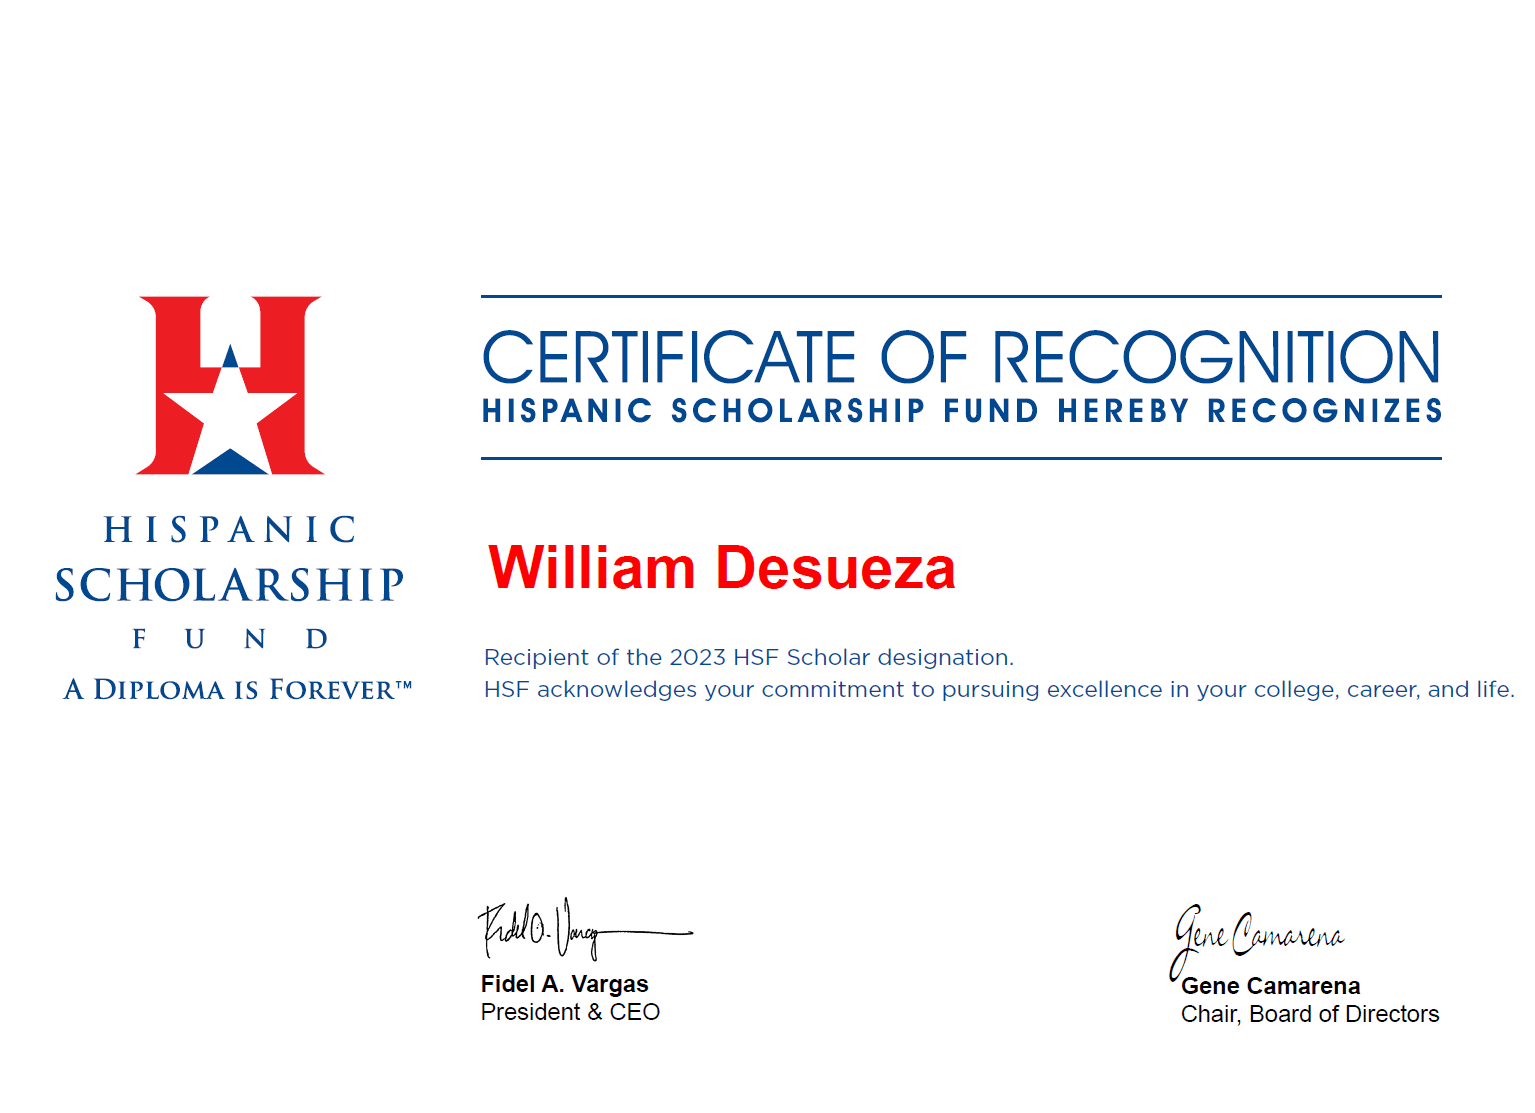 HISPANIC
SCHOLARSHIP
FUND
A DIPLOMA IS FOREVER™
CERTIFICATE OF RECOGNITION
HISPANIC SCHOLARSHIP FUND HEREBY RECOGNIZES
William Desueza
Recipient of the 2023 HSF Scholar designation.
HSF acknowledges your commitment to pursuing excellence in your college, career, and life.
Fidel A. Vargas
President & CEO
Gene Camarena
Gene Camarena
Chair, Board of Directors